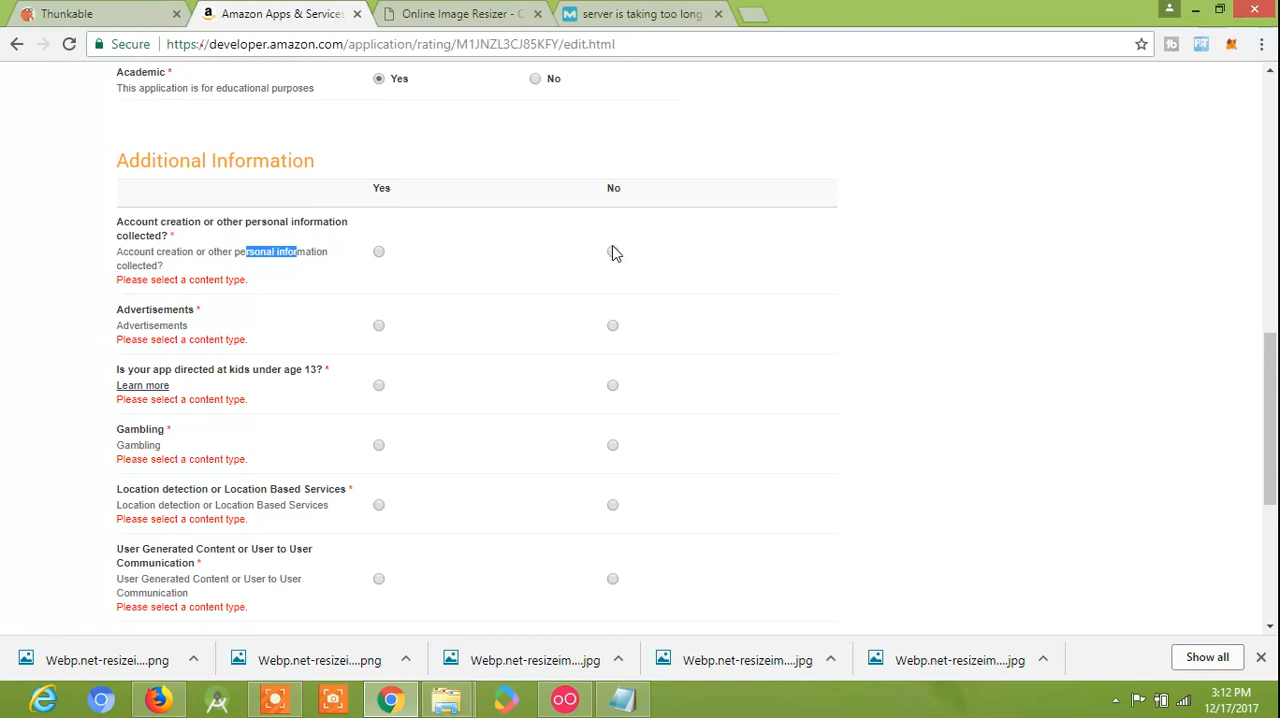 Thunkable
Amazon Apps & Services
Online Image Resizer - C
server is taking too long
Secure
https://developer.amazon.com/application/rating/M1JNZL3CJ85KFY/edit.html
Academic *
This application is for educational purposes
Yes
No
Additional Information
Yes
No
Account creation or other personal information
collected? *
Account creation or other personal information
collected?
Please select a content type.
Advertisements *
Advertisements
Please select a content type.
Is your app directed at kids under age 13? *
Learn more
Please select a content type.
Gambling *
Gambling
Please select a content type.
Location detection or Location Based Services *
Location detection or Location Based Services
Please select a content type.
User Generated Content or User to User
Communication *
User Generated Content or User to User
Communication
Please select a content type.
Webp.net-resizei....png
Webp.net-resizei....png
Webp.net-resizeim....jpg
Webp.net-resizeim....jpg
Webp.net-resizeim....jpg
Show all
3:12 PM
12/17/2017